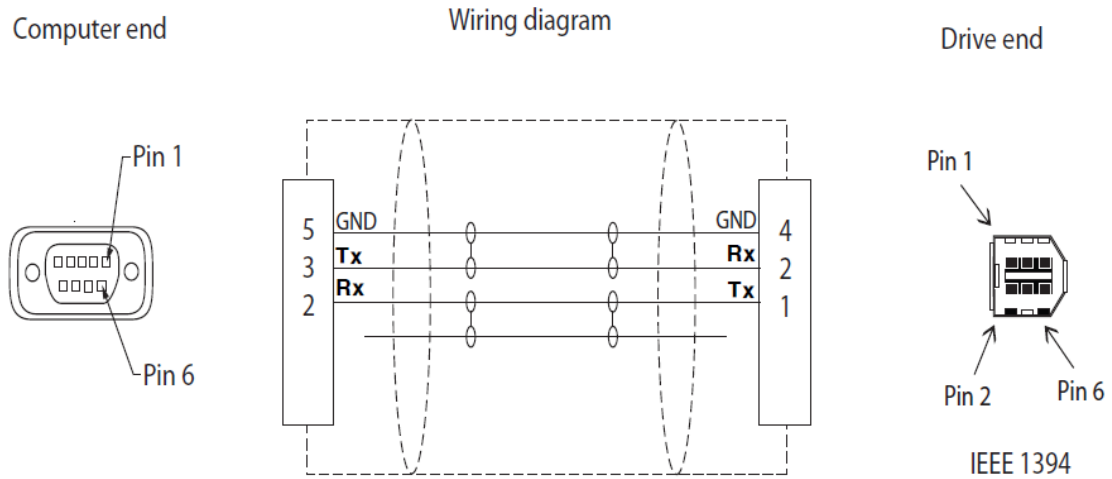 Computer end
Wiring diagram
Drive end
Pin 1
Pin 6
5 GND GND 4
3 Tx Rx 2
2 Rx Tx 1
Pin 1
Pin 2
Pin 6
IEEE 1394